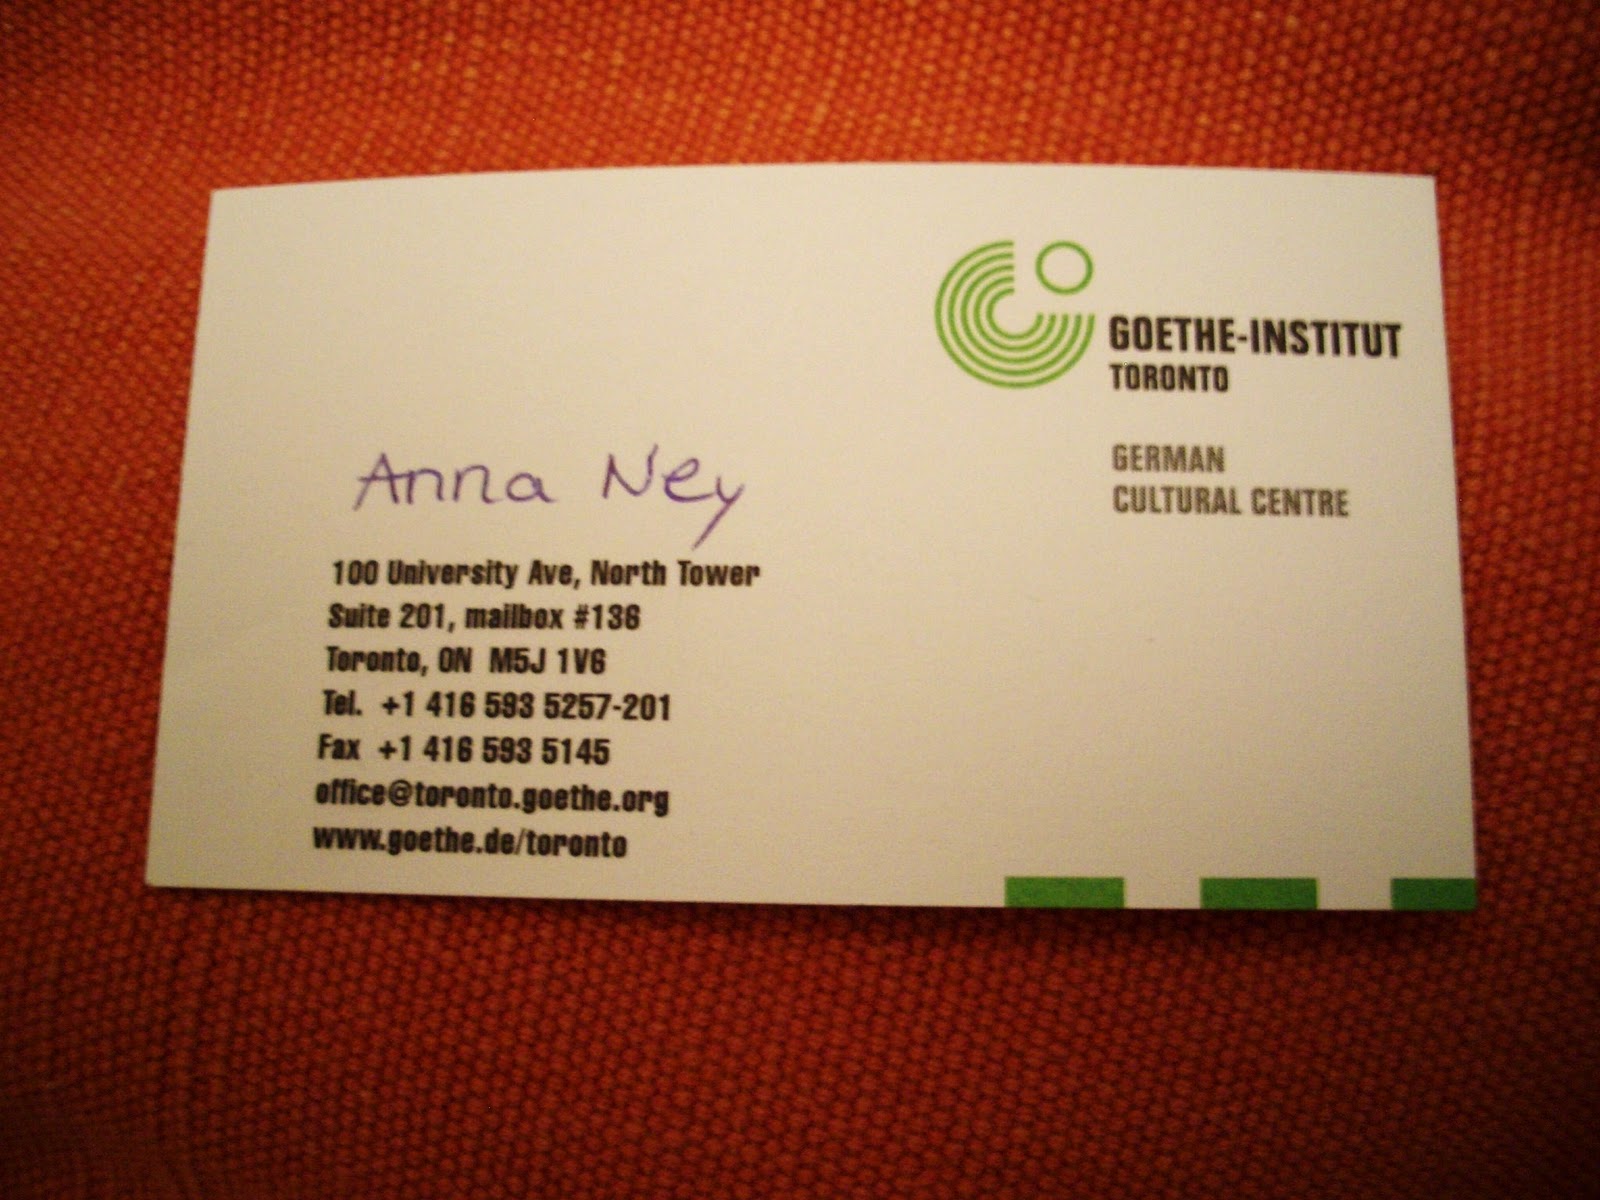 GOETHE-INSTITUT
TORONTO
GERMAN
CULTURAL CENTRE
Anna Ney
100 University Ave, North Tower
Suite 201, mailbox #136
Toronto, ON M5J 1V6
Tel. +1 416 593 5257-201
Fax +1 416 593 5145
office@toronto.goethe.org
www.goethe.de/toronto